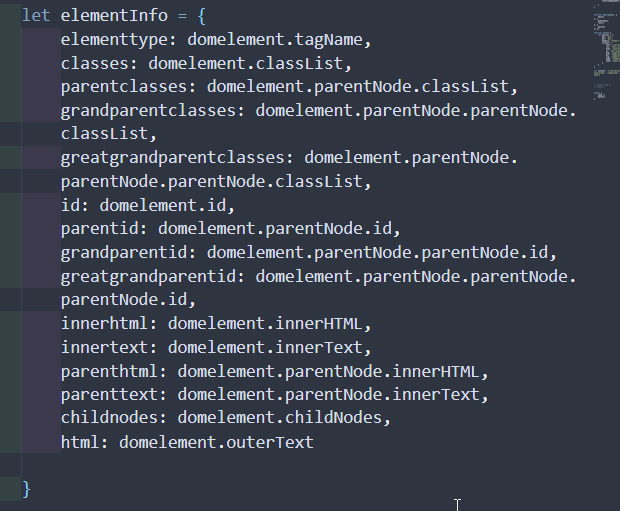 let elementInfo = {
elementtype: domelement.tagName,
classes: domelement.classList,
parentclasses: domelement.parentNode.classList,
grandparentclasses: domelement.parentNode.parentNode.
classList,
greatgrandparentclasses: domelement.parentNode.
parentNode.parentNode.classList,
id: domelement.id,
parentid: domelement.parentNode.id,
grandparentid: domelement.parentNode.parentNode.id,
greatgrandparentid: domelement.parentNode.parentNode.
parentNode.id,
innerhtml: domelement.innerHTML,
innertext: domelement.innerText,
parenthtml: domelement.parentNode.innerHTML,
parenttext: domelement.parentNode.innerText,
childnodes: domelement.childNodes,
html: domelement.outerText
}